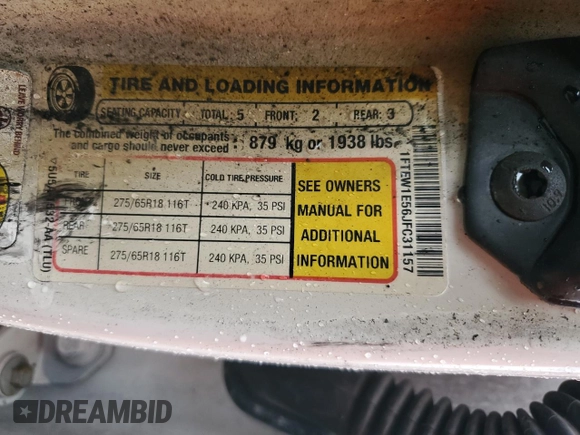 TIRE AND LOADING INFORMATION
SEATING CAPACITY TOTAL: 5 FRONT: 2 REAR: 3
The combined weight of occupants
and cargo should never exceed 879 kg or 1938 lbs.
TIRE SIZE COLD TIRE PRESSURE
275/65R18 116T 240 KPA, 35 PSI
REAR 275/65R18 116T 240 KPA, 35 PSI
SPARE 275/65R18 116T 240 KPA, 35 PSI
SEE OWNERS
MANUAL FOR
ADDITIONAL
INFORMATION
10.9
DREAMBID